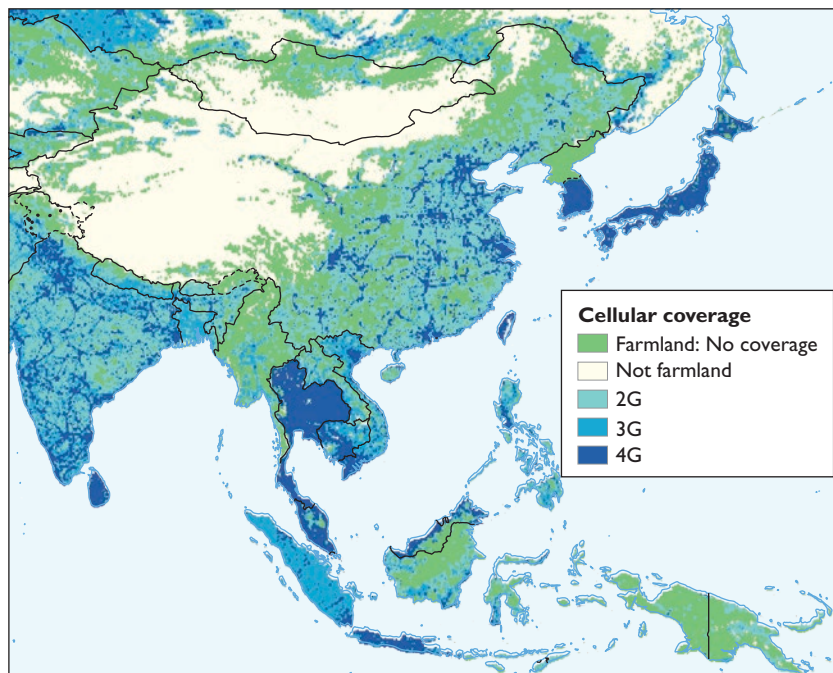 Cellular coverage
Farmland: No coverage
Not farmland
2G
3G
4G